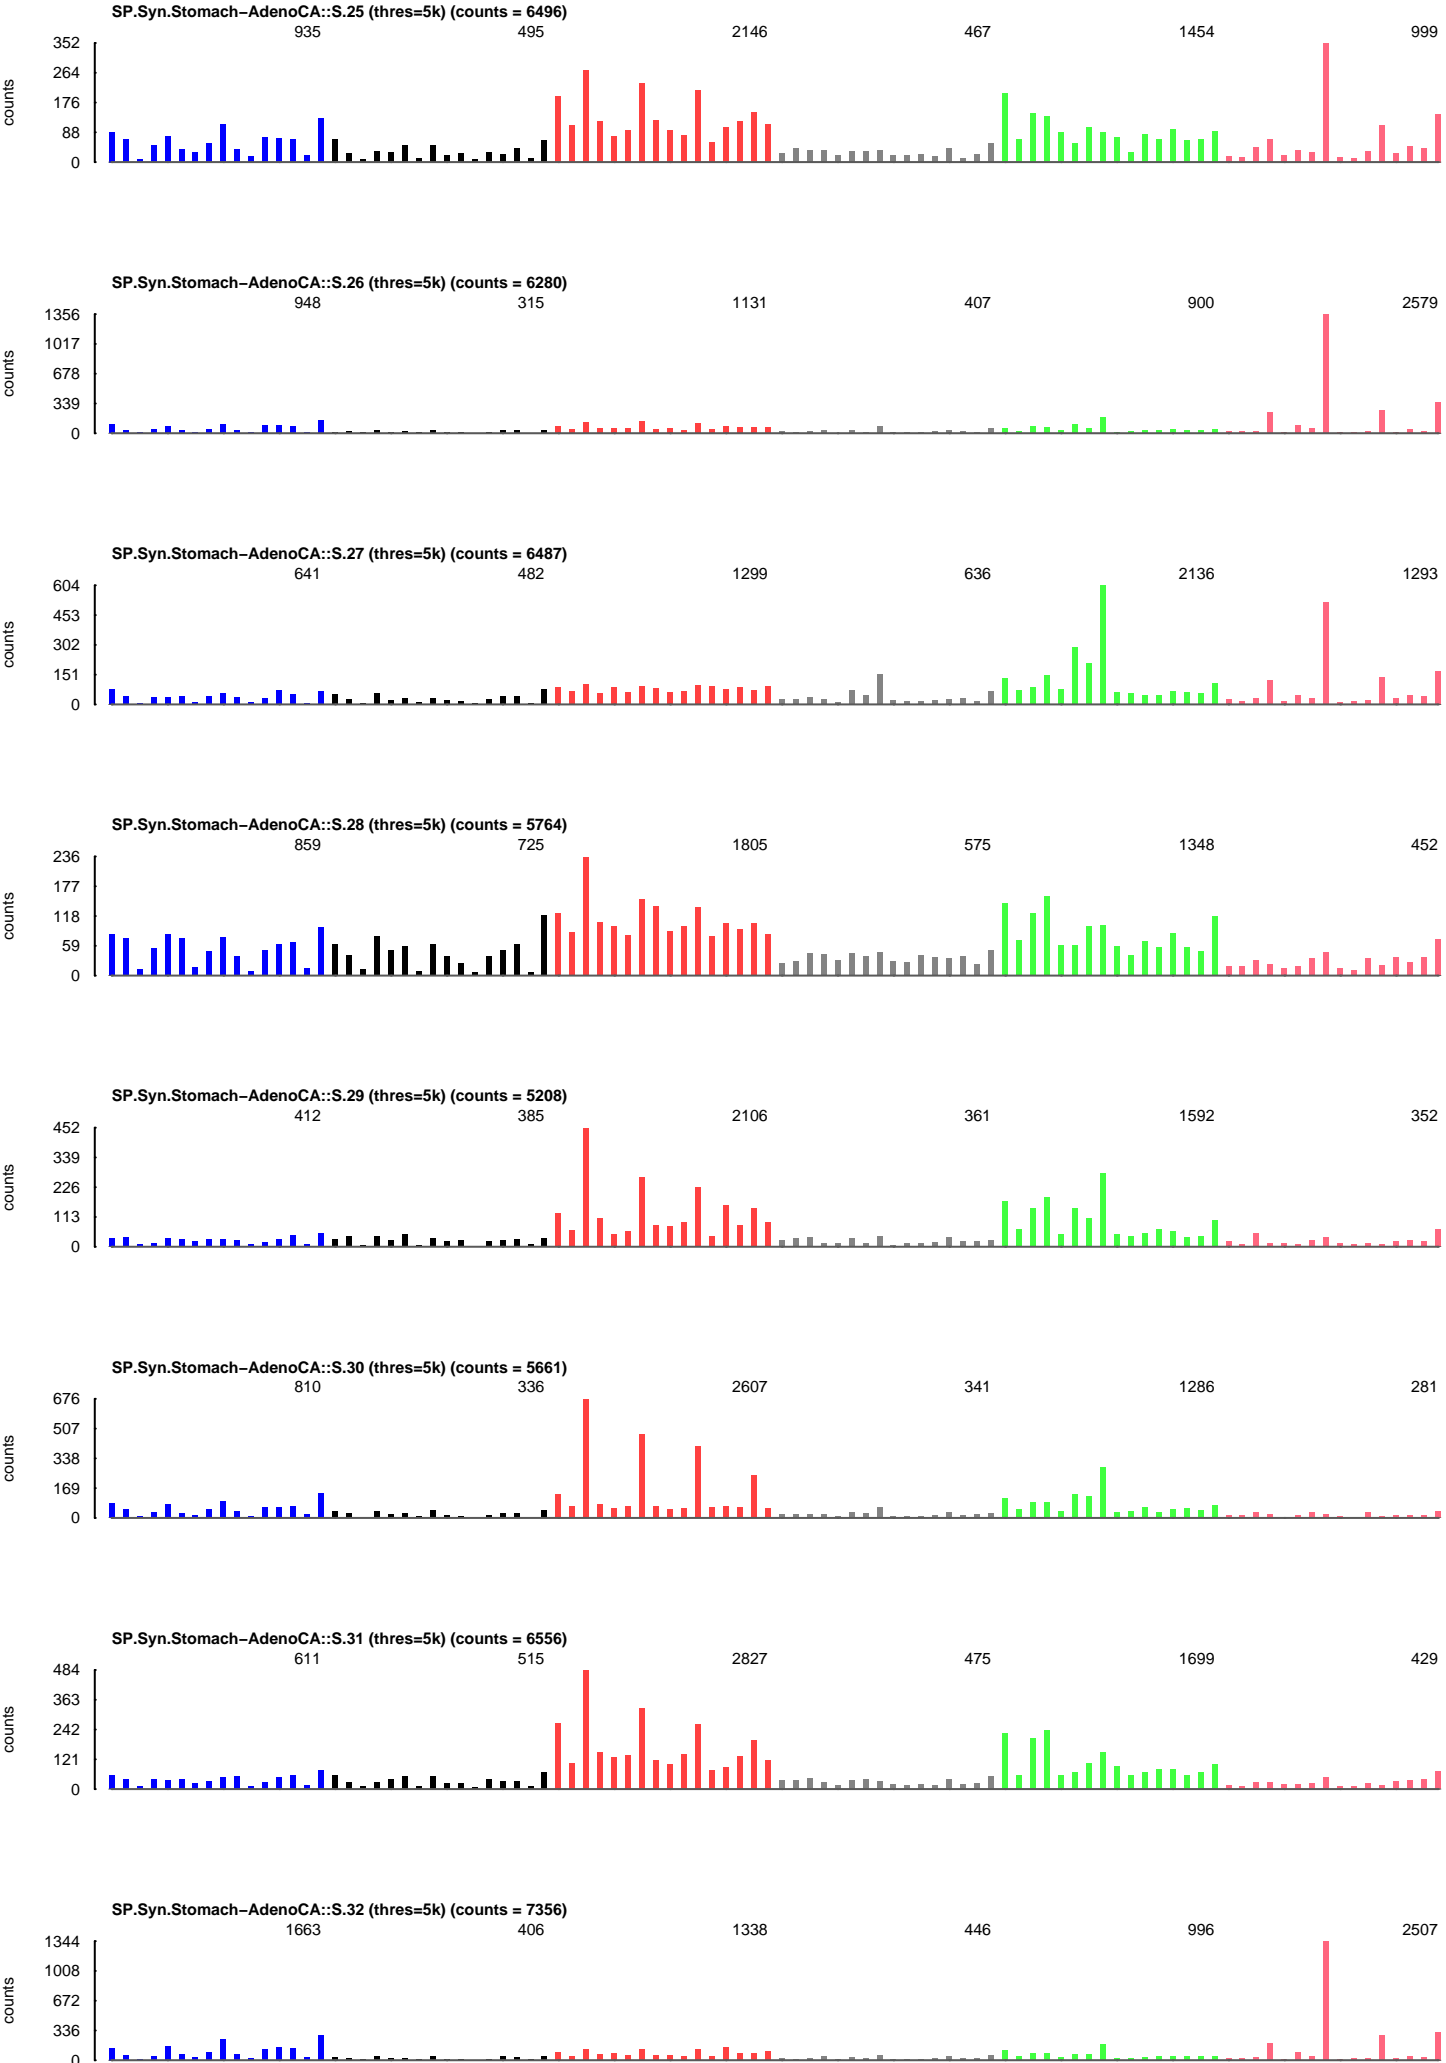 SP.Syn.Stomach−AdenoCA::S.25 (thres=5k) (counts = 6496)
935 495 2146 467 1454 999
352
264
176
88
0
counts
SP.Syn.Stomach−AdenoCA::S.26 (thres=5k) (counts = 6280)
948 315 1131 407 900 2579
1356
1017
678
339
0
counts
SP.Syn.Stomach−AdenoCA::S.27 (thres=5k) (counts = 6487)
641 482 1299 636 2136 1293
604
453
302
151
0
counts
SP.Syn.Stomach−AdenoCA::S.28 (thres=5k) (counts = 5764)
859 725 1805 575 1348 452
236
177
118
59
0
counts
SP.Syn.Stomach−AdenoCA::S.29 (thres=5k) (counts = 5208)
412 385 2106 361 1592 352
452
339
226
113
0
counts
SP.Syn.Stomach−AdenoCA::S.30 (thres=5k) (counts = 5661)
810 336 2607 341 1286 281
676
507
338
169
0
counts
SP.Syn.Stomach−AdenoCA::S.31 (thres=5k) (counts = 6556)
611 515 2827 475 1699 429
484
363
242
121
0
counts
SP.Syn.Stomach−AdenoCA::S.32 (thres=5k) (counts = 7356)
1663 406 1338 446 996 2507
1344
1008
672
336
0
counts